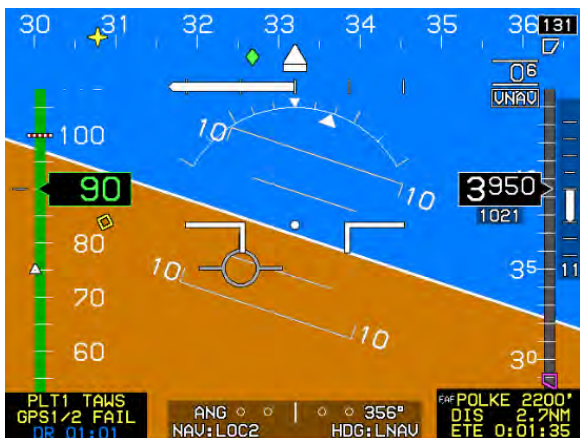 30 31 32 33 34 35 36 131
06
VNAV
100
10
10
90
3950
1021
80
10
35
11
70
10
60
30
PLT1 TAWS
GPS1/2 FAIL
DR 01:01
ANG 356°
NAV:LOC2 HDG:LNAV
FAF POLKE 2200'
DIS 2.7NM
ETE 0:01:35